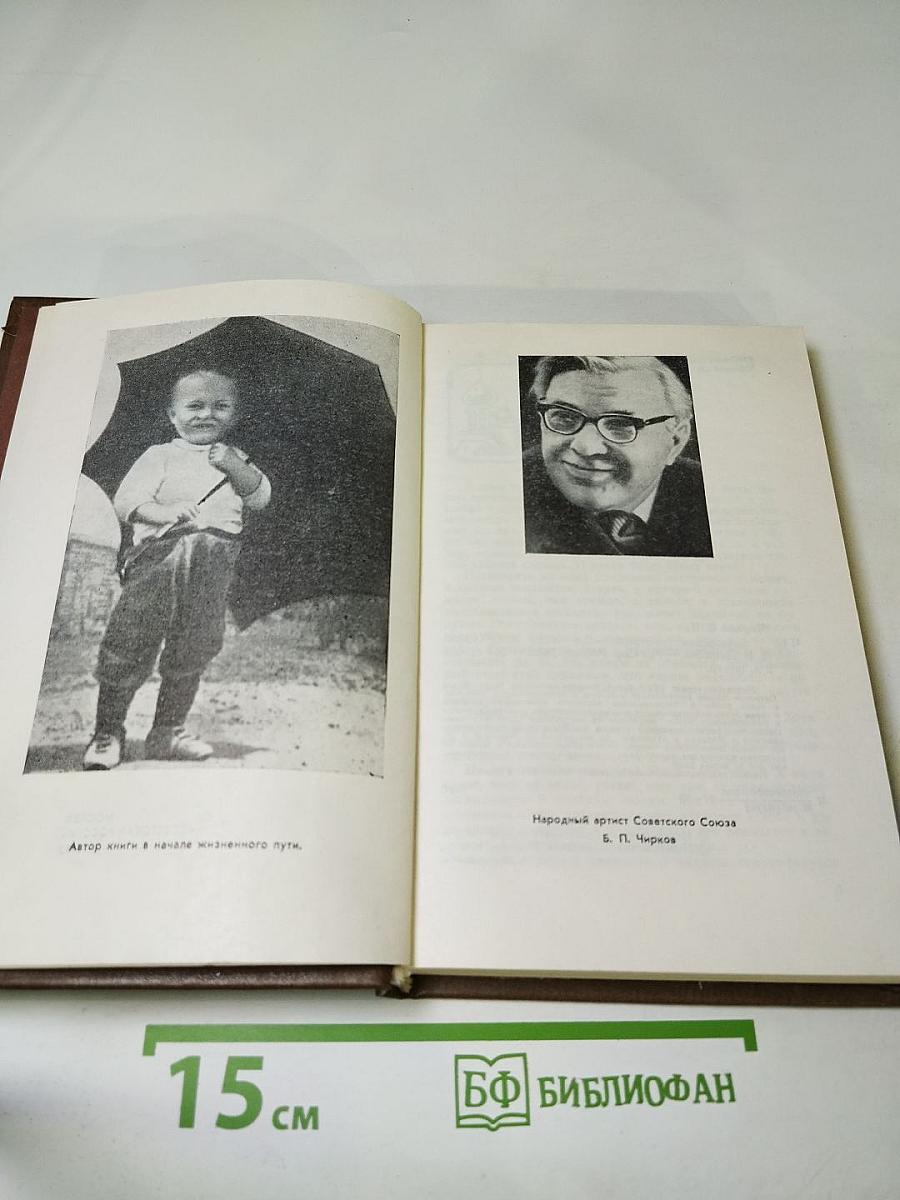 Автор книги в начале жизненного пути.
Народный артист Советского Союза
Б. П. Чирков
15 см
БФ БИБЛИОФАН